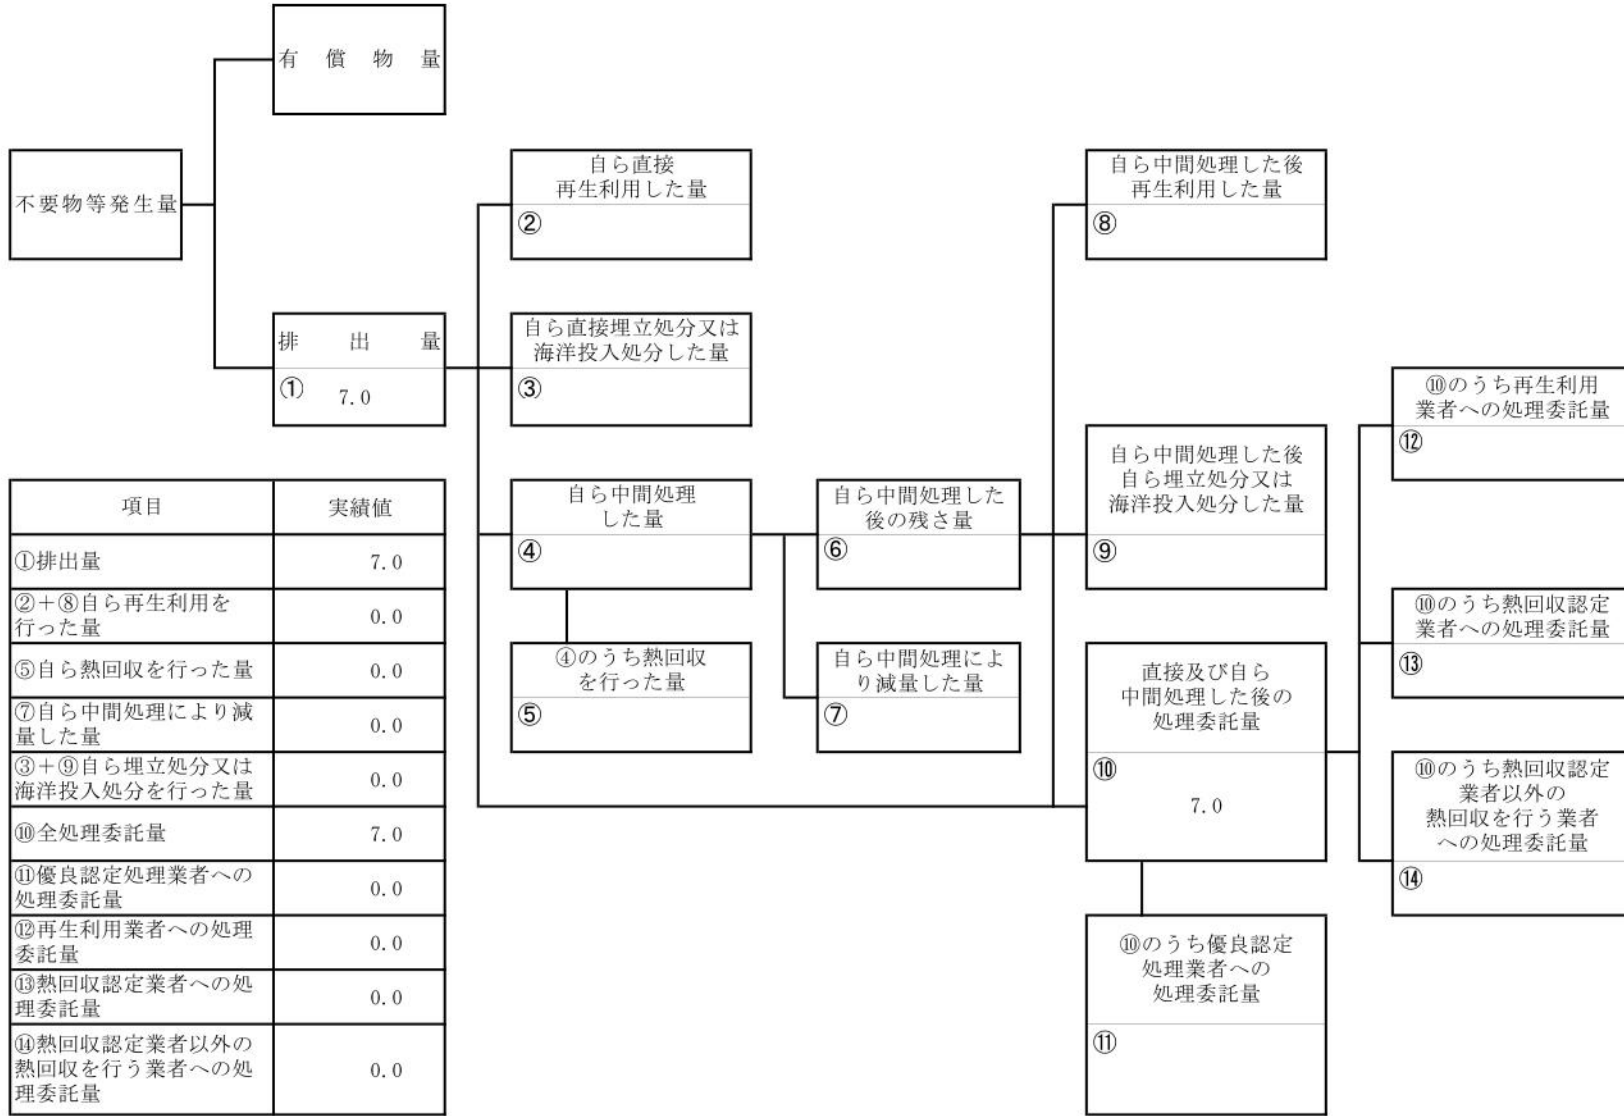 有償物量
不要物等発生量
排出量
① 7.0
自ら直接
再生利用した量
②
自ら直接埋立処分又は
海洋投入処分した量
③
自ら中間処理
した量
④
④のうち熱回収
を行った量
⑤
自ら中間処理した
後の残さ量
⑥
自ら中間処理によ
り減量した量
⑦
自ら中間処理した後
再生利用した量
⑧
自ら中間処理した後
自ら埋立処分又は
海洋投入処分した量
⑨
直接及び自ら
中間処理した後の
処理委託量
⑩
7.0
⑩のうち優良認定
処理業者への
処理委託量
⑪
⑩のうち再生利用
業者への処理委託量
⑫
⑩のうち熱回収認定
業者への処理委託量
⑬
⑩のうち熱回収認定
業者以外の
熱回収を行う業者
への処理委託量
⑭
項目 実績値
①排出量 7.0
②+⑧自ら再生利用を
行った量 0.0
⑤自ら熱回収を行った量 0.0
⑦自ら中間処理により減
量した量 0.0
③+⑨自ら埋立処分又は
海洋投入処分を行った量 0.0
⑩全処理委託量 7.0
⑪優良認定処理業者への
処理委託量 0.0
⑫再生利用業者への処理
委託量 0.0
⑬熱回収認定業者への処
理委託量 0.0
⑭熱回収認定業者以外の
熱回収を行う業者への処
理委託量 0.0